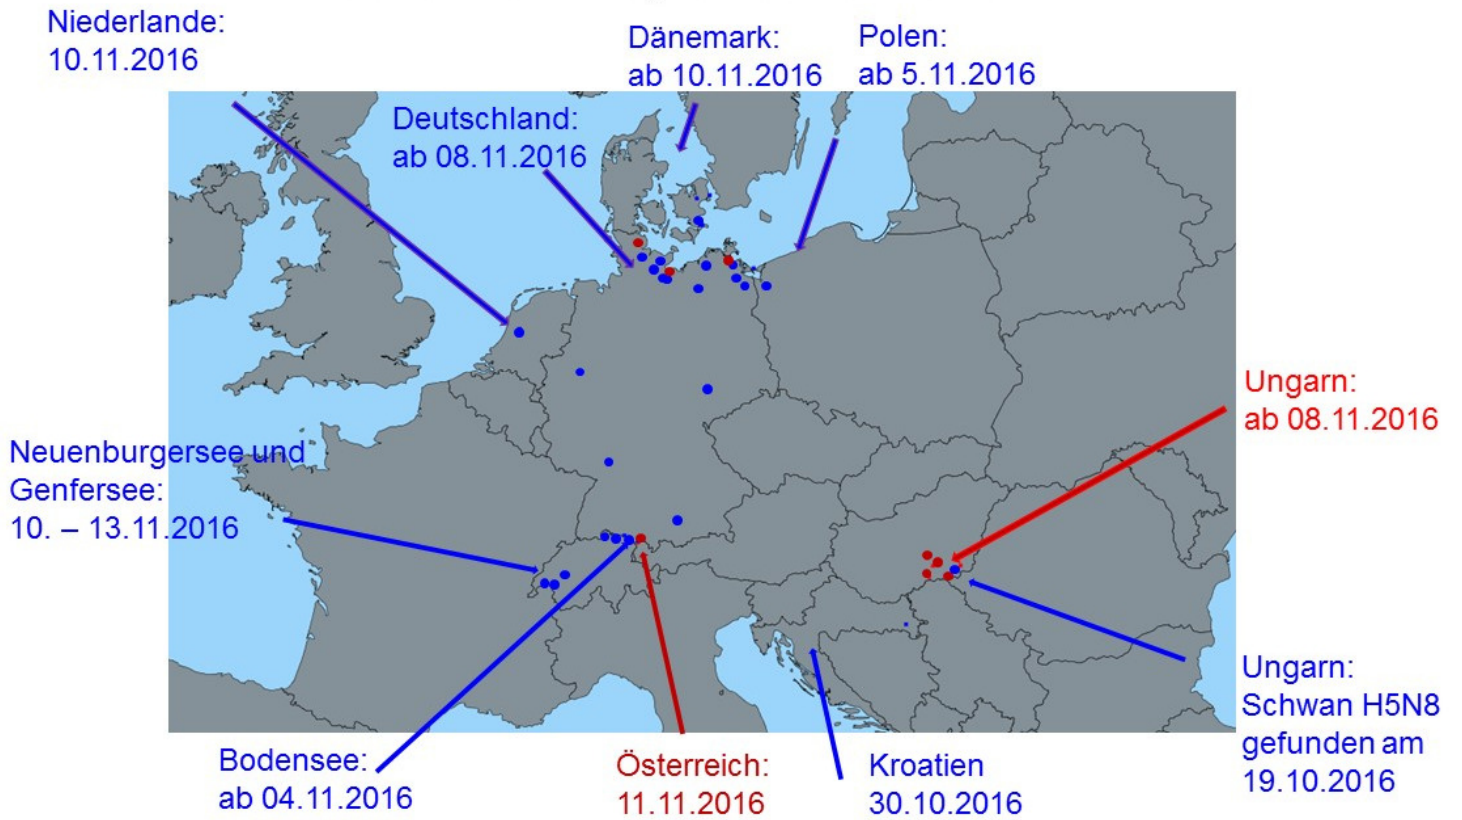 Niederlande:
10.11.2016
Dänemark:
ab 10.11.2016
Polen:
ab 5.11.2016
Deutschland:
ab 08.11.2016
Ungarn:
ab 08.11.2016
Neuenburgersee und
Genfersee:
10. – 13.11.2016
Ungarn:
Schwan H5N8
gefunden am
19.10.2016
Bodensee:
ab 04.11.2016
Österreich:
11.11.2016
Kroatien
30.10.2016